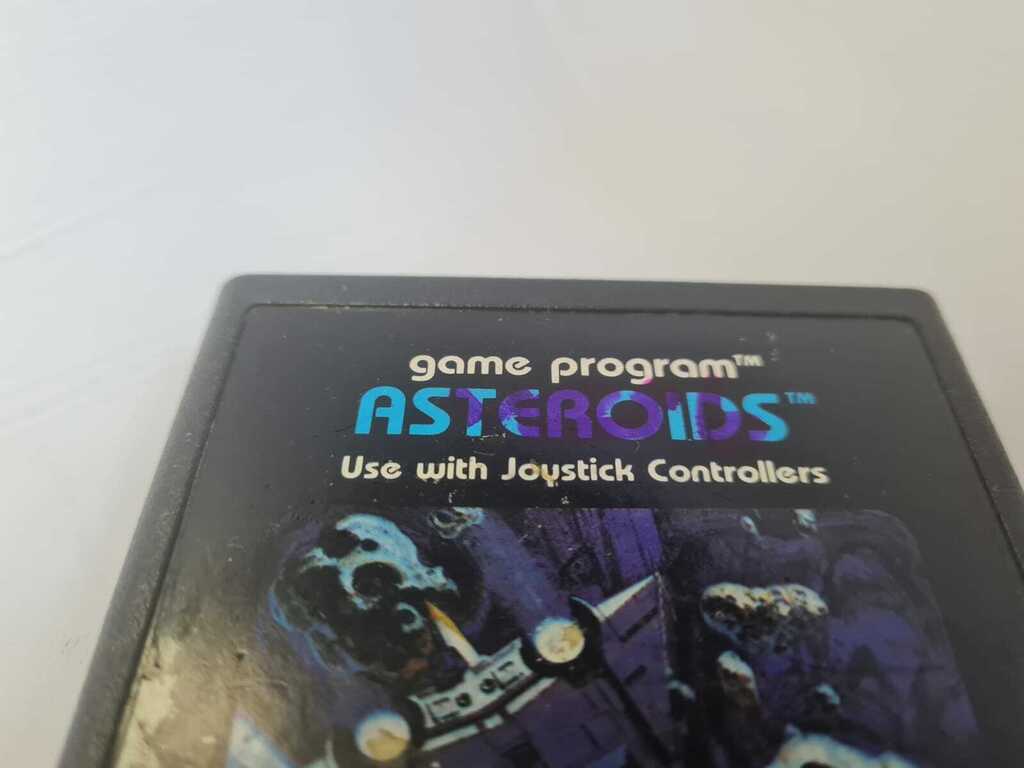 game program™
ASTEROIDS™
Use with Joystick Controllers